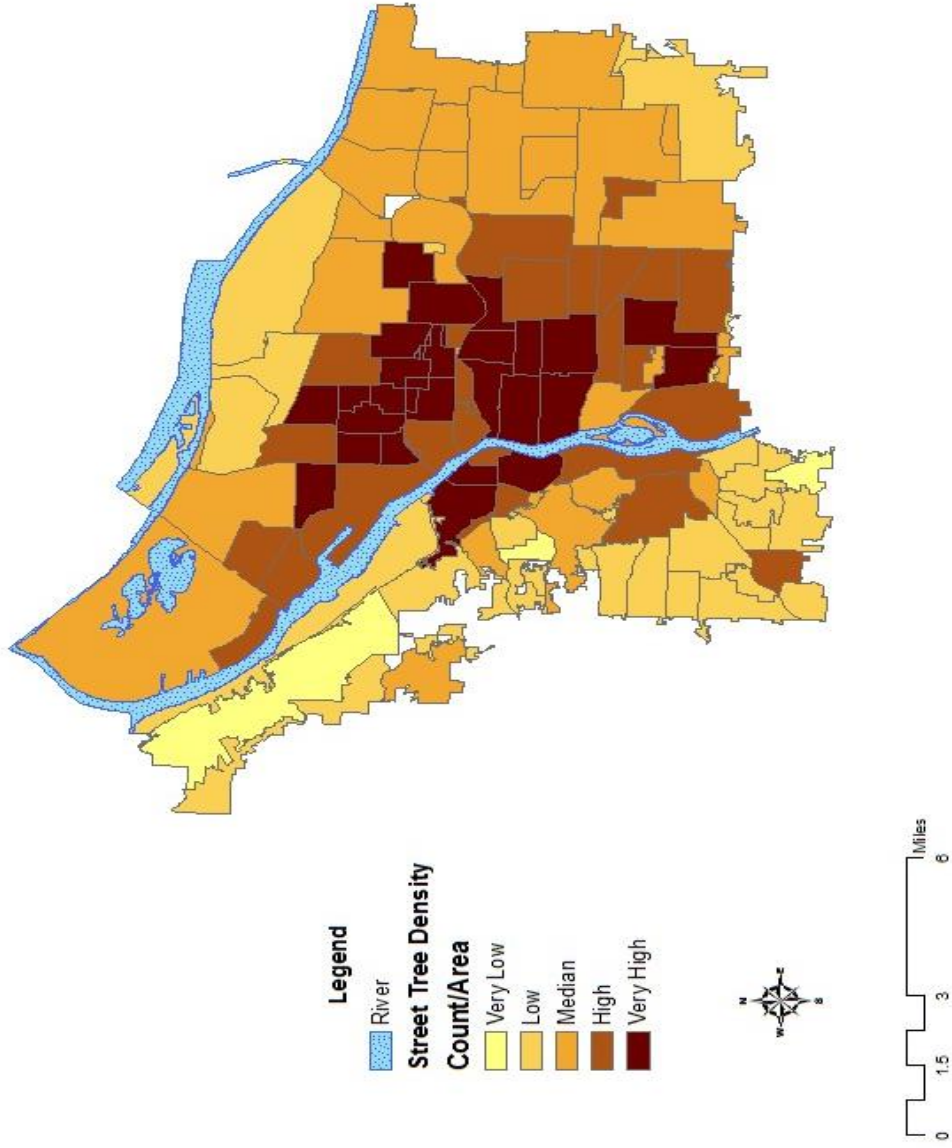 Legend
River
Street Tree Density
Count/Area
Very Low
Low
Median
High
Very High
N
W
E
S
Miles
0 1.5 3 6